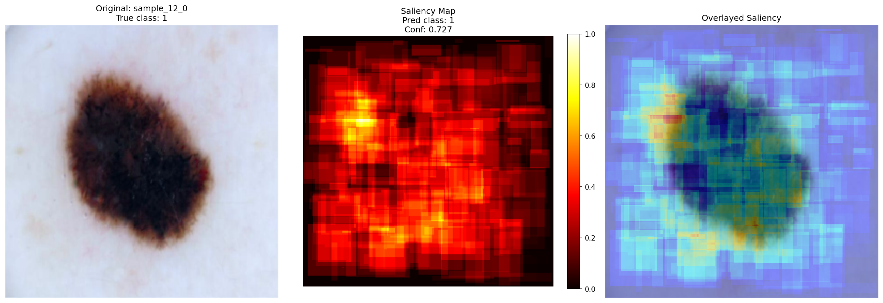 Original: sample_12_0
True class: 1
Saliency Map
Pred class: 1
Conf: 0.727
1.0
0.8
0.6
0.4
0.2
0.0
Overlayed Saliency